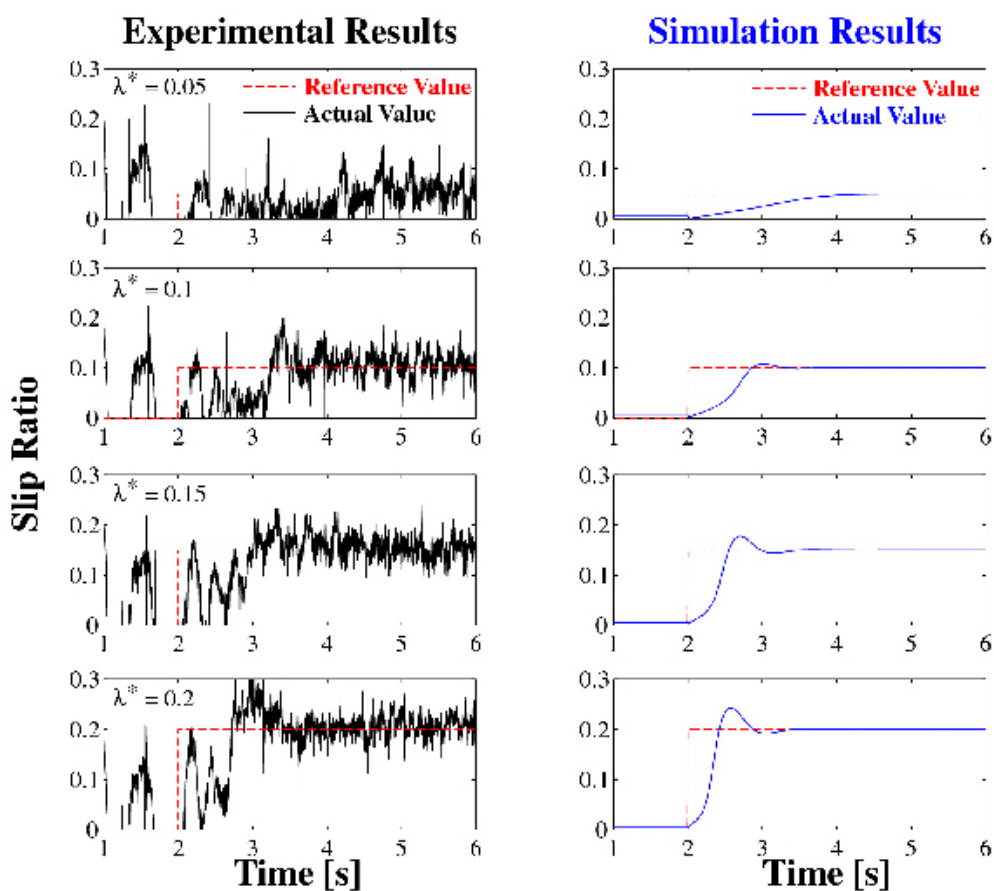 Experimental Results
Simulation Results
Slip Ratio
λ* = 0.05
Reference Value
Actual Value
0.3
0.2
0.1
0
1 2 3 4 5 6
Reference Value
Actual Value
0.3
0.2
0.1
0
1 2 3 4 5 6
λ* = 0.1
0.3
0.2
0.1
0
1 2 3 4 5 6
0.3
0.2
0.1
0
1 2 3 4 5 6
λ* = 0.15
0.3
0.2
0.1
0
1 2 3 4 5 6
0.3
0.2
0.1
0
1 2 3 4 5 6
λ* = 0.2
0.3
0.2
0.1
0
1 2 3 4 5 6
Time [s]
0.3
0.2
0.1
0
1 2 3 4 5 6
Time [s]